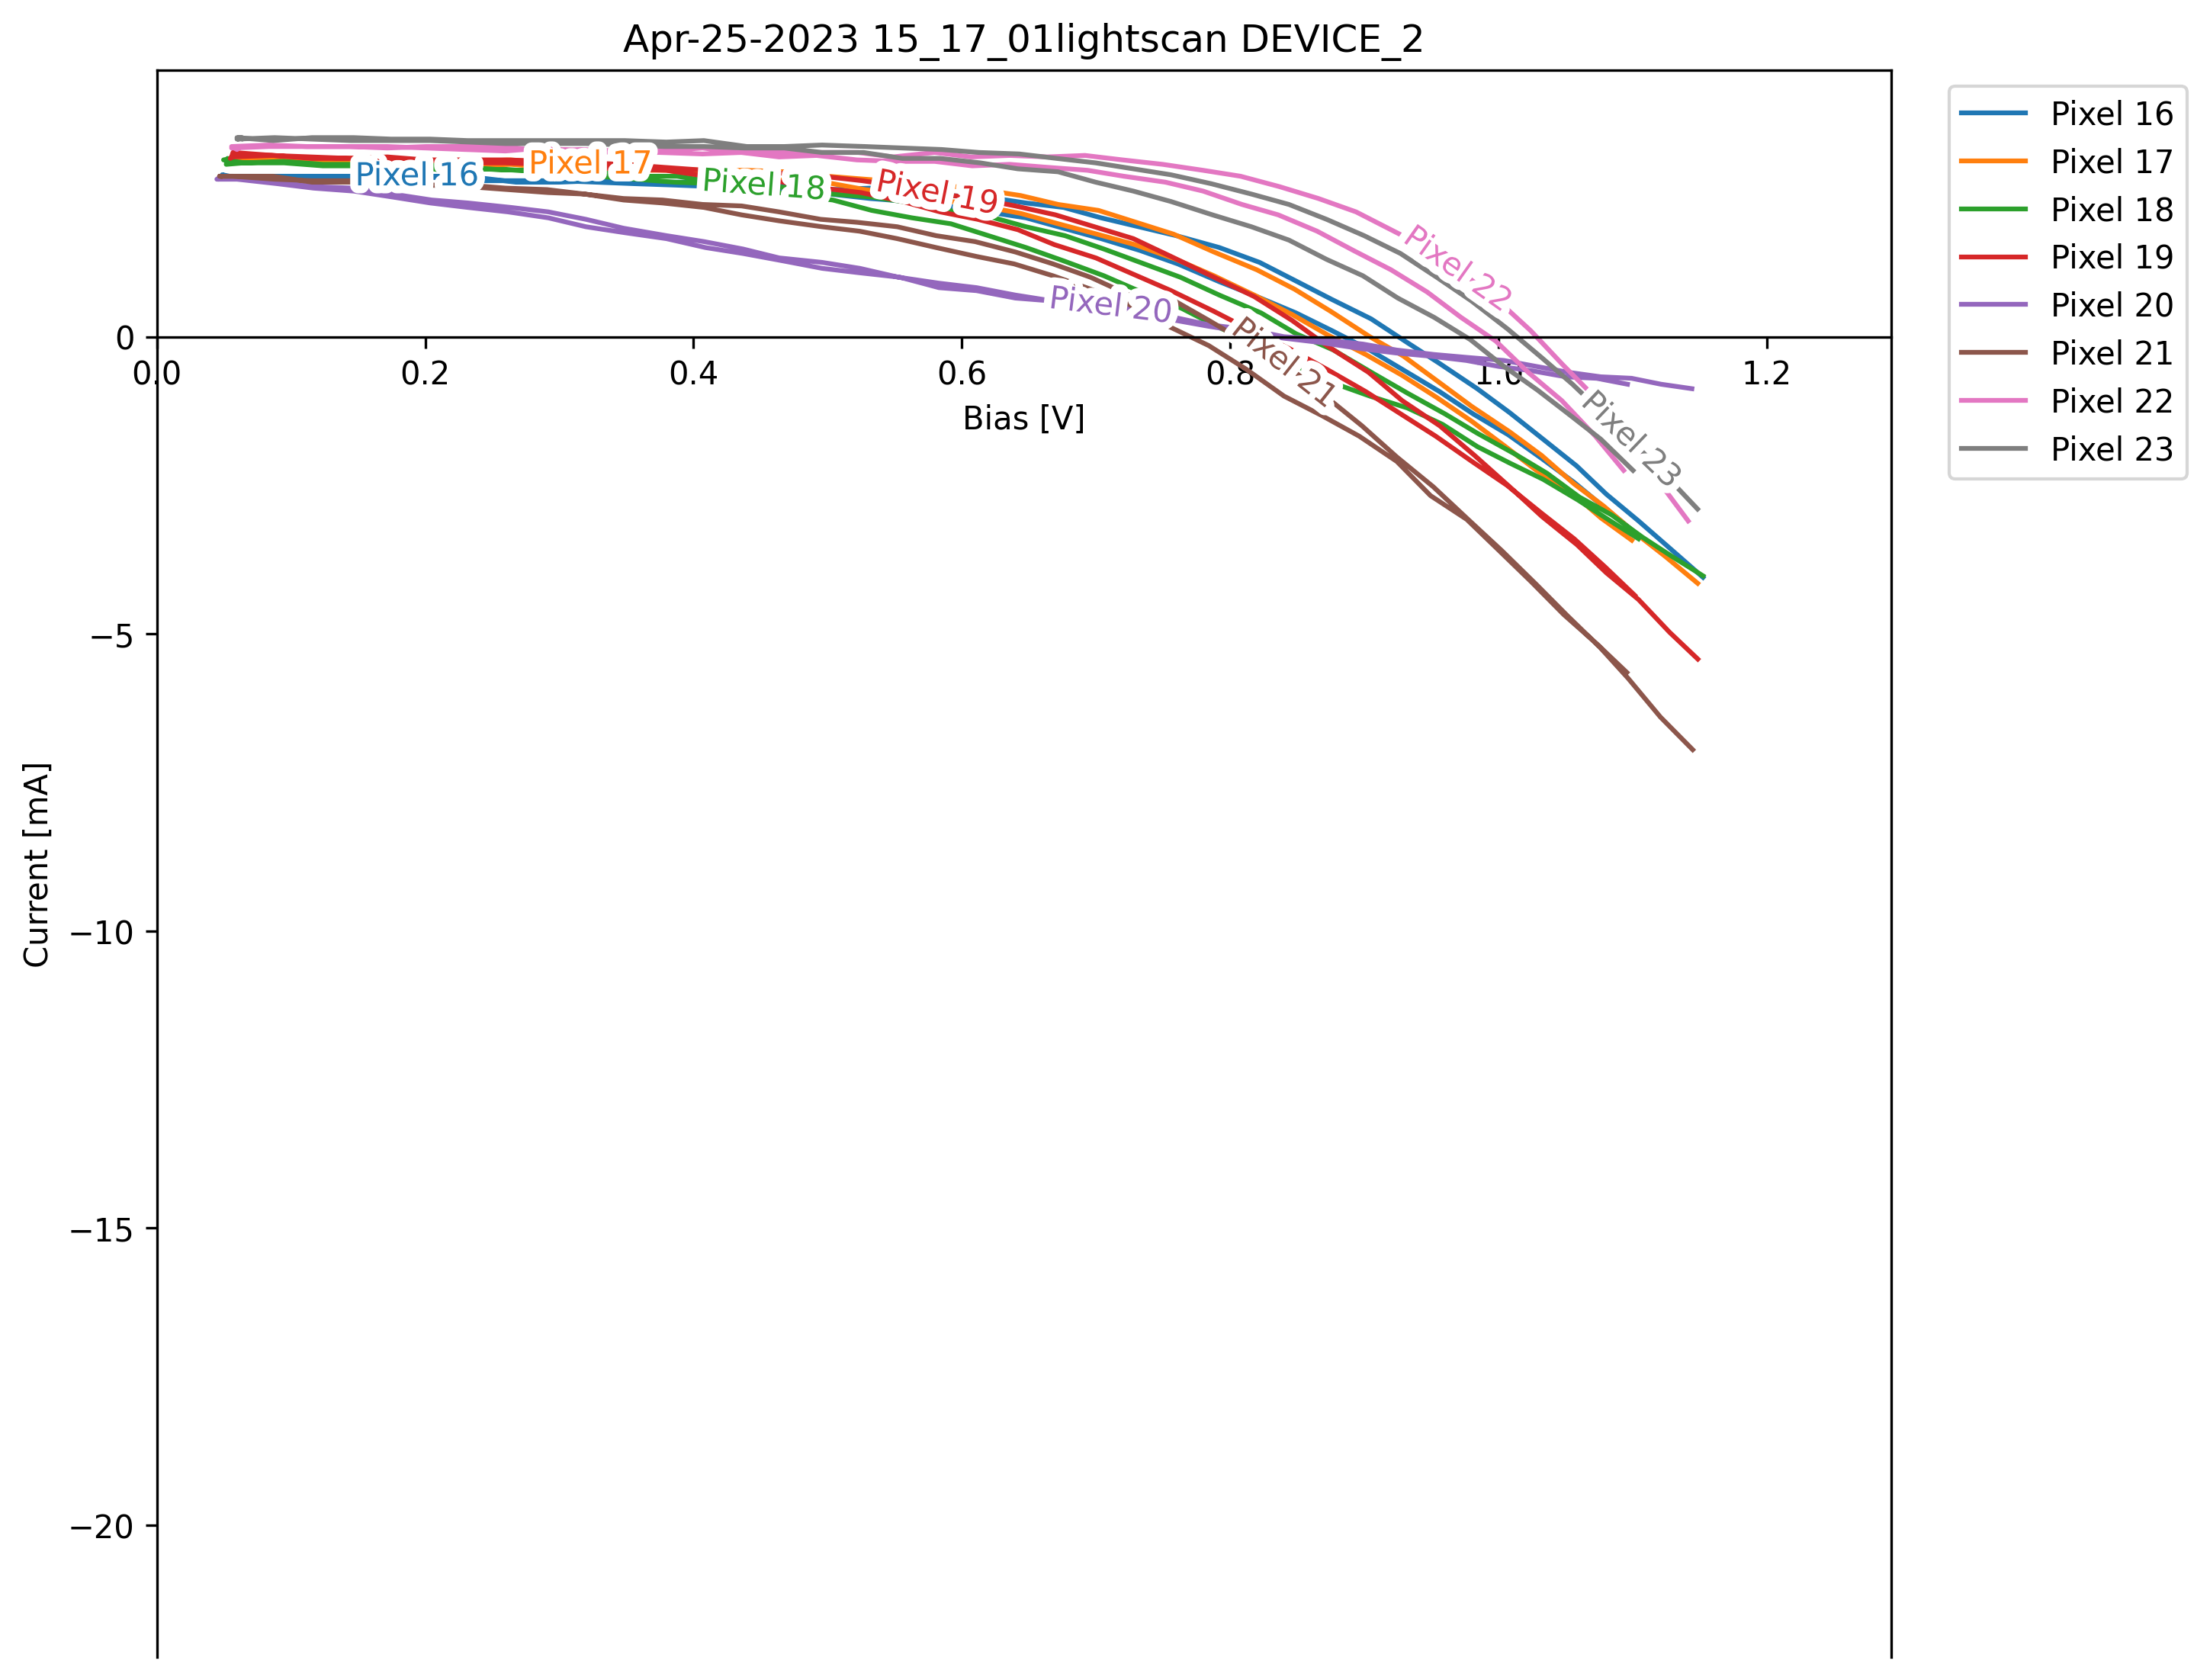 Apr-25-2023 15_17_01lightscan DEVICE_2
Pixel 16
Pixel 17
Pixel 18
Pixel 19
Pixel 20
Pixel 21
Pixel 22
Pixel 23
Pixel 16
Pixel 17
Pixel 18
Pixel 19
Pixel 20
Pixel 21
Pixel 22
Pixel 23
0
0.0 0.2 0.4 0.6 0.8 1.0 1.2
Bias [V]
−5
−10
−15
−20
Current [mA]